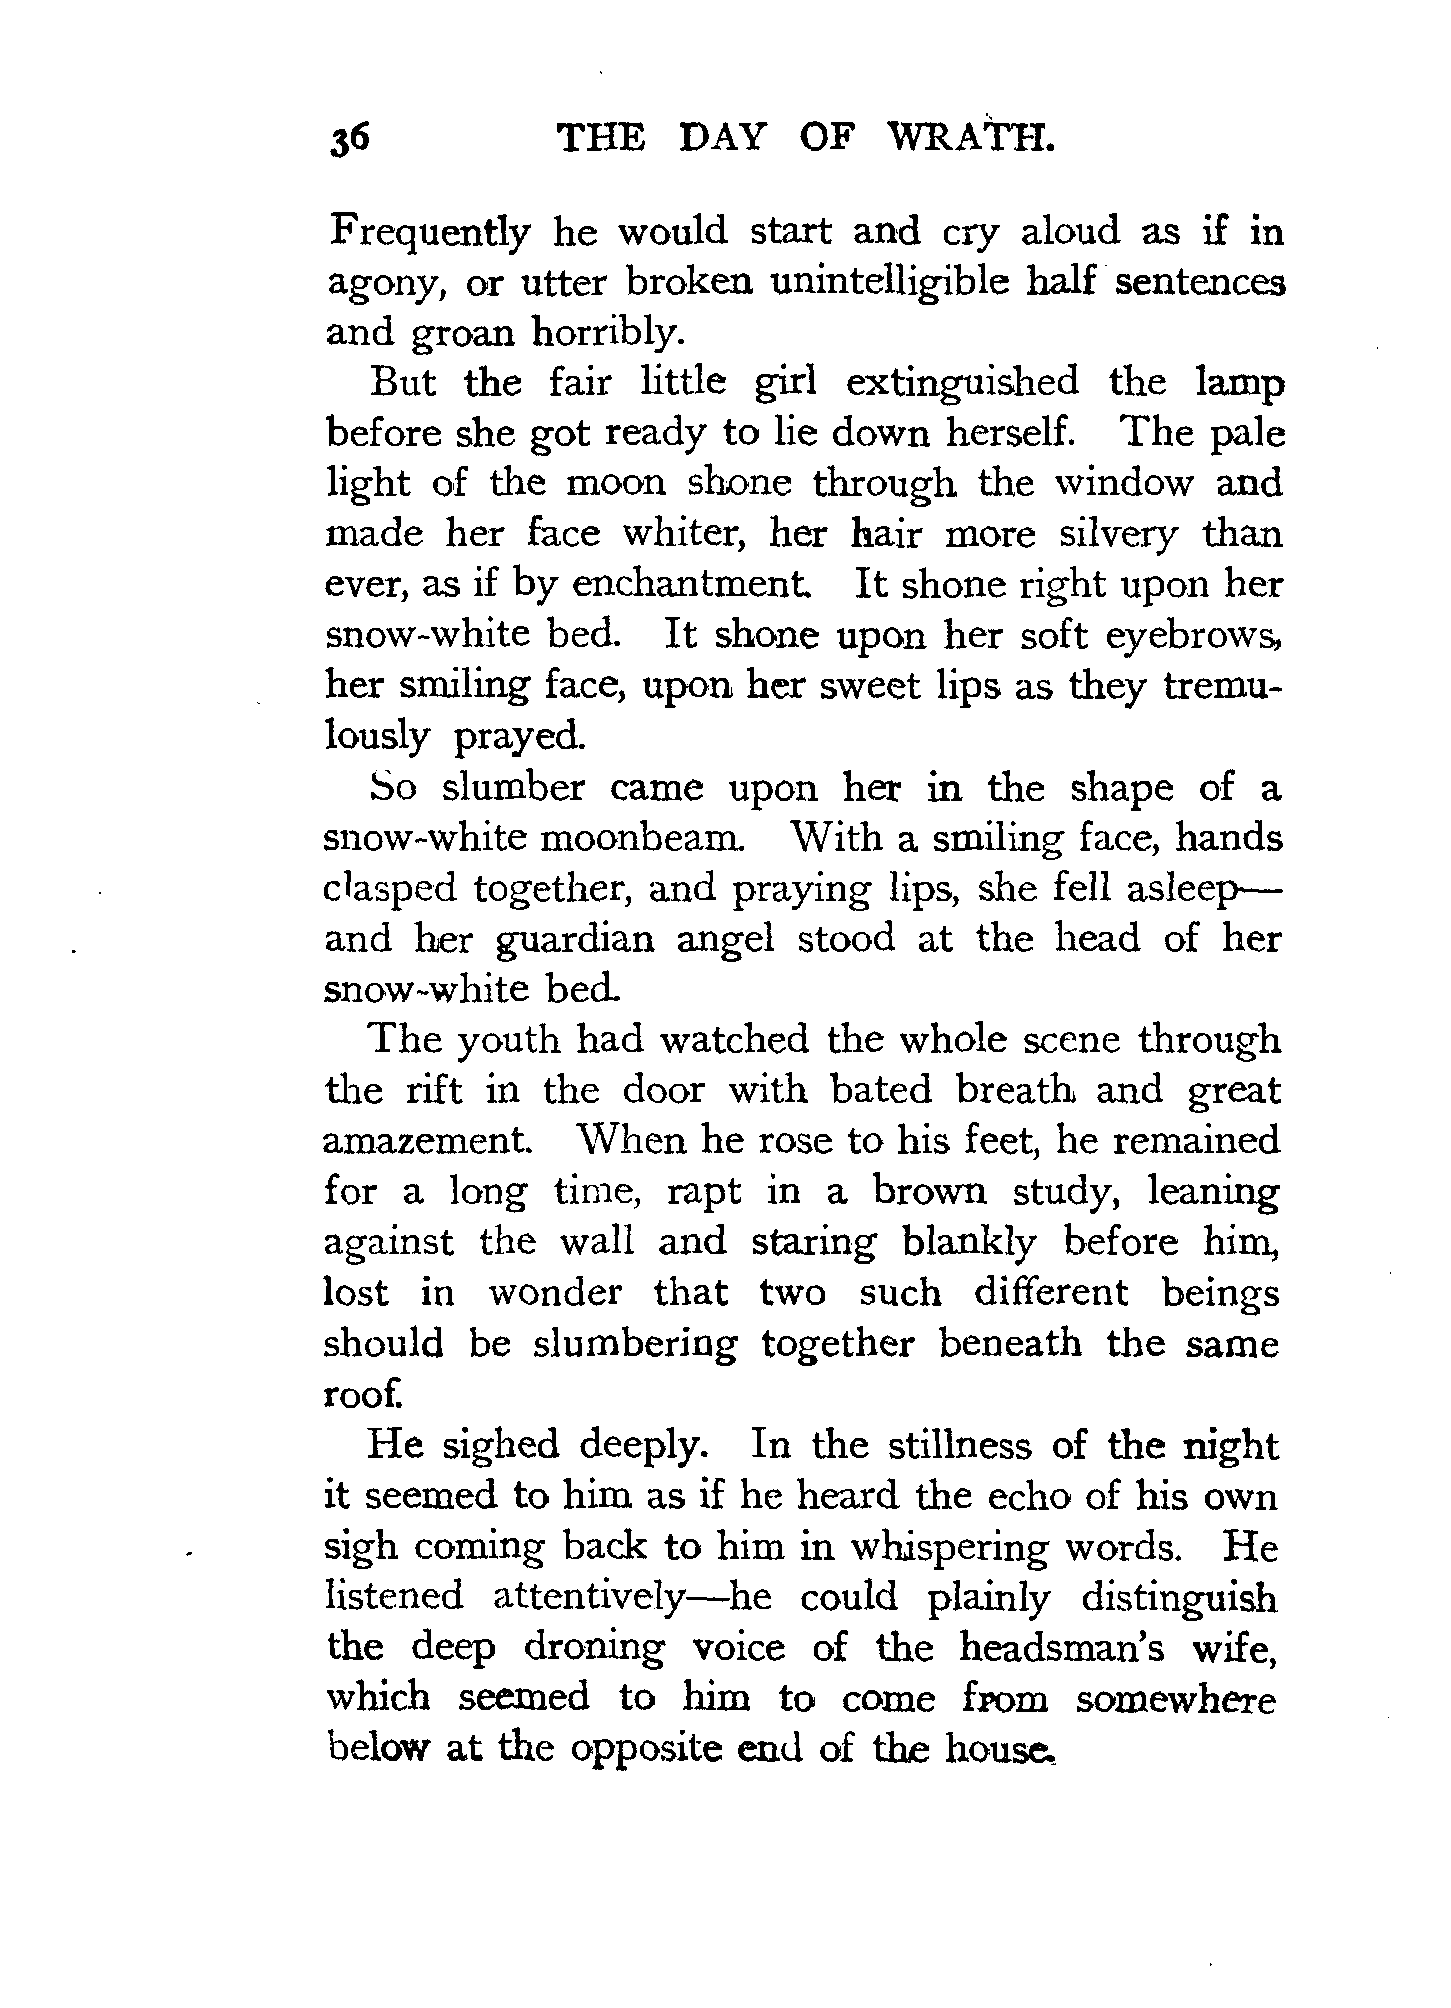 36 THE DAY OF WRATH.
Frequently he would start and cry aloud as if in
agony, or utter broken unintelligible half sentences
and groan horribly.
But the fair little girl extinguished the lamp
before she got ready to lie down herself. The pale
light of the moon shone through the window and
made her face whiter, her hair more silvery than
ever, as if by enchantment. It shone right upon her
snow-white bed. It shone upon her soft eyebrows,
her smiling face, upon her sweet lips as they tremu-
lously prayed.
So slumber came upon her in the shape of a
snow-white moonbeam. With a smiling face, hands
clasped together, and praying lips, she fell asleep—
and her guardian angel stood at the head of her
snow-white bed.
The youth had watched the whole scene through
the rift in the door with bated breath and great
amazement. When he rose to his feet, he remained
for a long time, rapt in a brown study, leaning
against the wall and staring blankly before him,
lost in wonder that two such different beings
should be slumbering together beneath the same
roof.
He sighed deeply. In the stillness of the night
it seemed to him as if he heard the echo of his own
sigh coming back to him in whispering words. He
listened attentively—he could plainly distinguish
the deep droning voice of the headsman's wife,
which seemed to him to come from somewhere
below at the opposite end of the house.